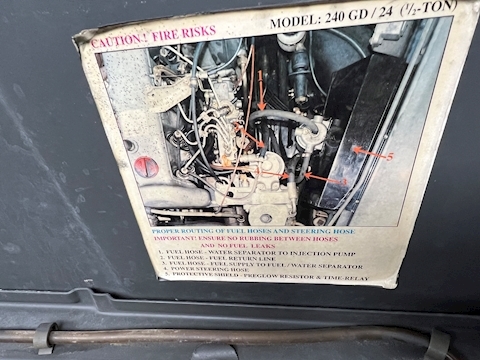 CAUTION! FIRE RISKS
MODEL: 240 GD / 24 (1/2-TON)
1
5
PROPER ROUTING OF FUEL HOSES AND STEERING HOSE
IMPORTANT! ENSURE NO RUBBING BETWEEN HOSES
AND NO FUEL LEAKS
1. FUEL HOSE - WATER SEPARATOR TO INJECTION PUMP
2. FUEL HOSE - FUEL RETURN LINE
3. FUEL HOSE - FUEL SUPPLY TO FUEL / WATER SEPARATOR
4. POWER STEERING HOSE
5. PROTECTIVE SHIELD - PREGLOW RESISTOR & TIME RELAY